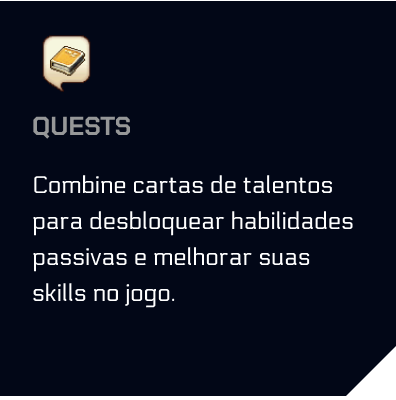 QUESTS
Combine cartas de talentos
para desbloquear habilidades
passivas e melhorar suas
skills no jogo.